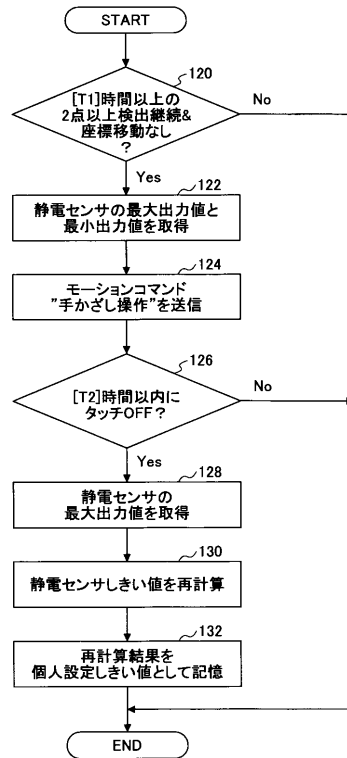 START
120
[T1]時間以上の
2点以上検出継続&
座標移動なし
?
No
Yes
122
静電センサの最大出力値と
最小出力値を取得
124
モーションコマンド
”手かざし操作”を送信
126
[T2]時間以内に
タッチOFF?
No
Yes
128
静電センサの
最大出力値を取得
130
静電センサしきい値を再計算
132
再計算結果を
個人設定しきい値として記憶
END